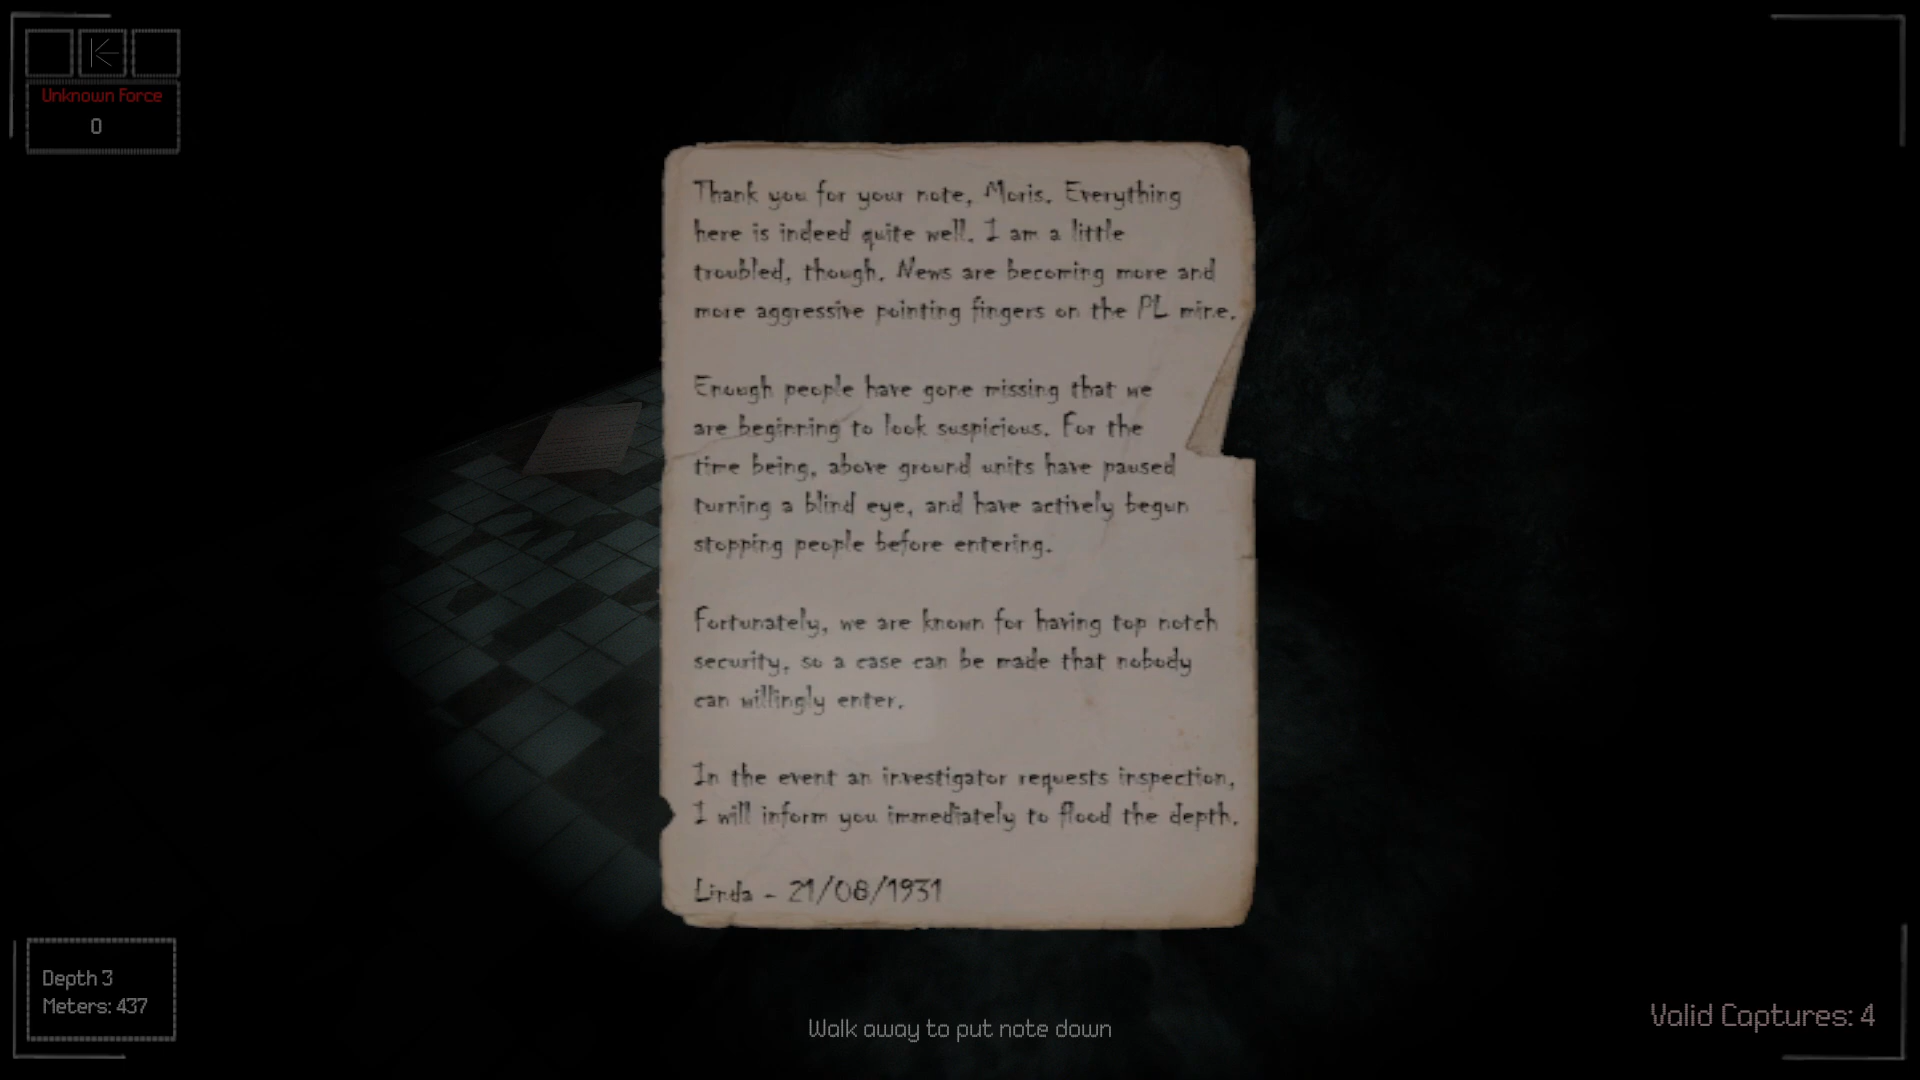 Unknown Force
0
Thank you for your note, Moris. Everything
here is indeed quite well. I am a little
troubled, though. News are becoming more and
more aggressive pointing fingers on the PL mine.
Enough people have gone missing that we
are beginning to look suspicious. For the
time being, above ground units have paused
turning a blind eye, and have actively begun
stopping people before entering.
Fortunately, we are known for having top notch
security, so a case can be made that nobody
can willingly enter.
In the event an investigator requests inspection,
I will inform you immediately to flood the depth.
Linda - 21/08/1931
Depth 3
Meters: 437
Walk away to put note down
Valid Captures: 4